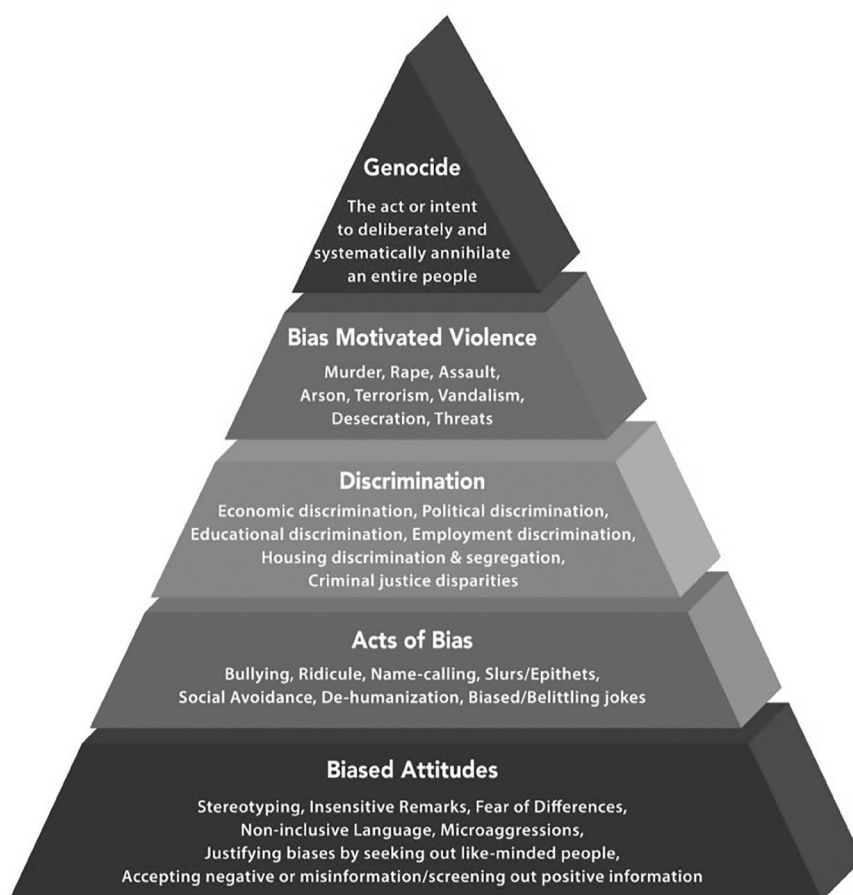 Genocide
The act or intent
to deliberately and
systematically annihilate
an entire people
Bias Motivated Violence
Murder, Rape, Assault,
Arson, Terrorism, Vandalism,
Desecration, Threats
Discrimination
Economic discrimination, Political discrimination,
Educational discrimination, Employment discrimination,
Housing discrimination & segregation,
Criminal justice disparities
Acts of Bias
Bullying, Ridicule, Name-calling, Slurs/Epithets,
Social Avoidance, De-humanization, Biased/Belittling jokes
Biased Attitudes
Stereotyping, Insensitive Remarks, Fear of Differences,
Non-inclusive Language, Microaggressions,
Justifying biases by seeking out like-minded people,
Accepting negative or misinformation/screening out positive information